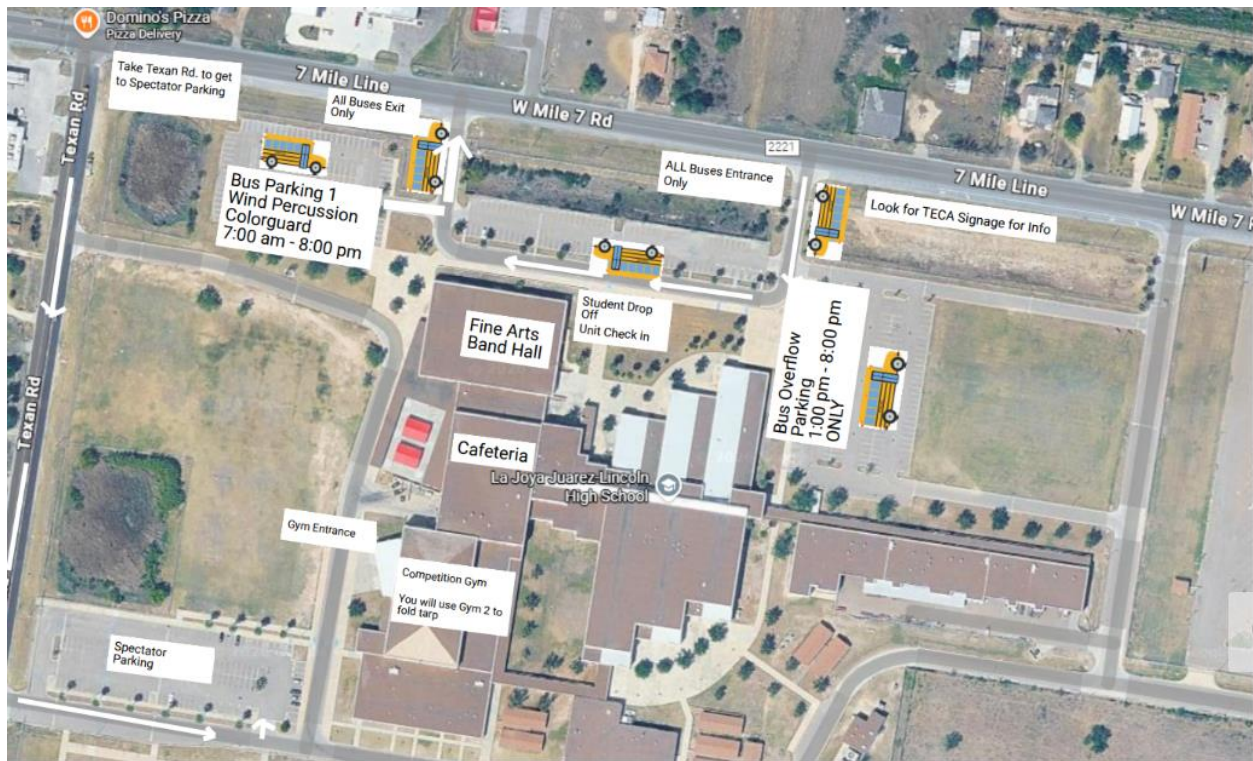 Domino's Pizza
Pizza Delivery
Take Texan Rd. to get
to Spectator Parking
7 Mile Line
All Buses Exit
Only
W Mile 7 Rd
2221
Texan Rd
ALL Buses Entrance
Only
7 Mile Line
W Mile 7 R
Look for TECA Signage for Info
Bus Parking 1
Wind Percussion
Colorguard
7:00 am - 8:00 pm
Student Drop
Off
Unit Check in
Fine Arts
Band Hall
Bus Overflow
Parking
1:00 pm - 8:00 pm
ONLY
Texan Rd
Cafeteria
La Joya Juarez-Lincoln
High School
Gym Entrance
Competition Gym
You will use Gym 2 to
fold tarp
Spectator
Parking